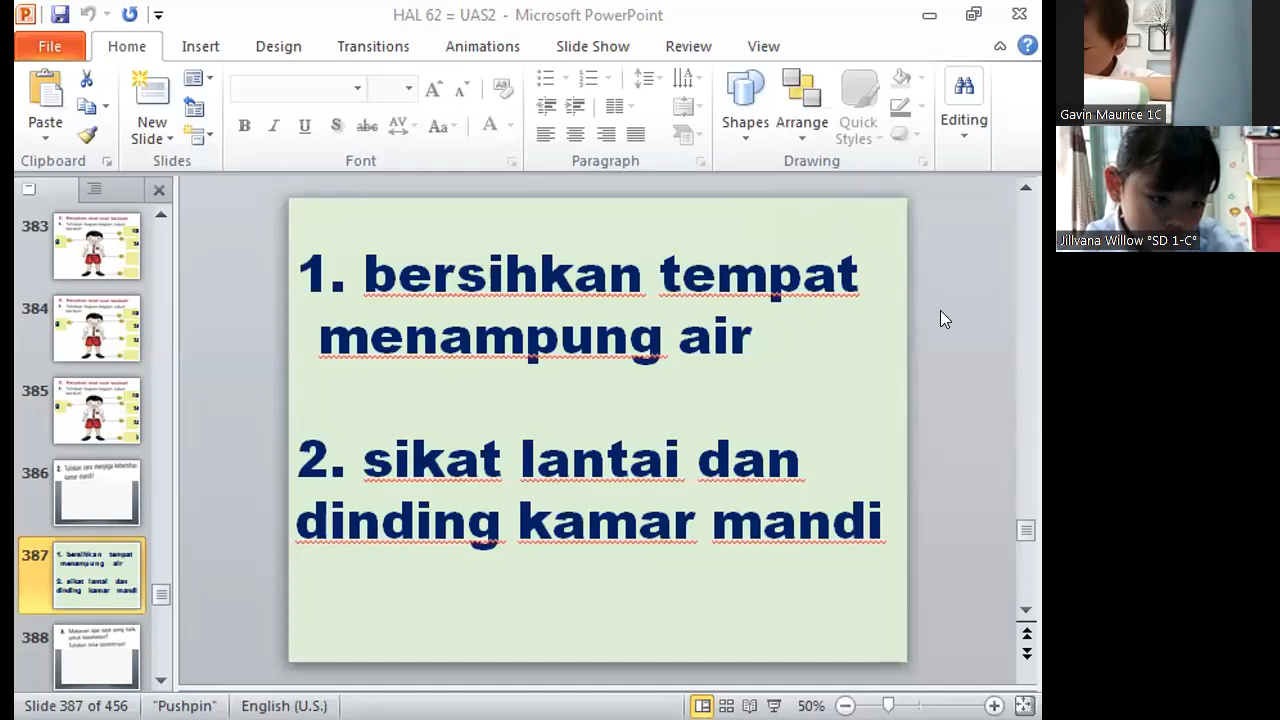 HAL 62 = UAS2 - Microsoft PowerPoint
File Home Insert Design Transitions Animations Slide Show Review View
Paste
New
Slide
Shapes
Arrange
Quick
Styles
Editing
Clipboard Slides Font Paragraph Drawing
383
384
385
386
387
388
1. bersihkan tempat
menampung air
2. sikat lantai dan
dinding kamar mandi
Slide 387 of 456 "Pushpin" English (U.S.) 50%
Gavin Maurice 1C
Jillvana Willow "SD 1-C"